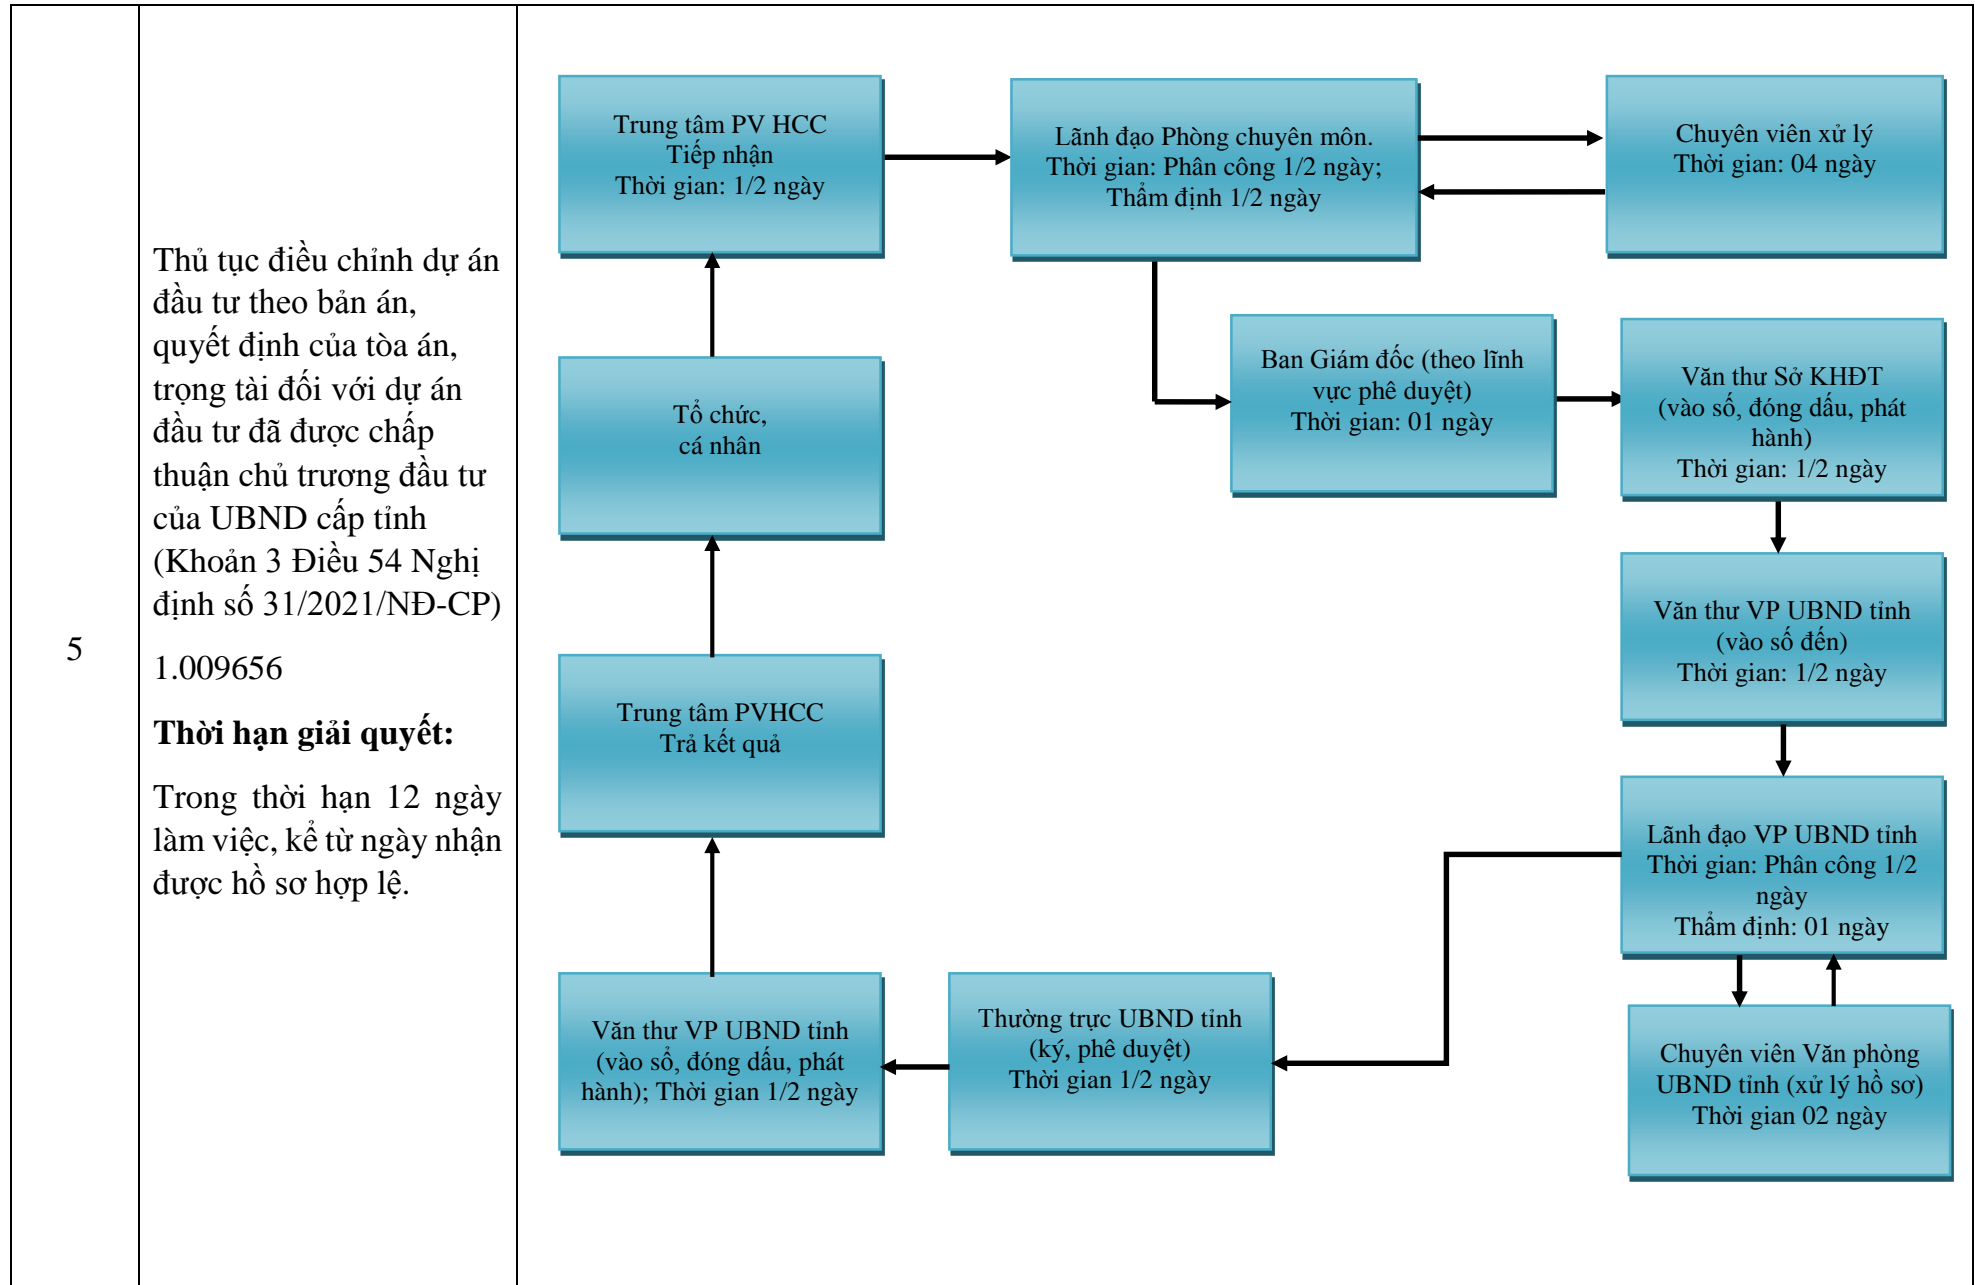 5
Thủ tục điều chỉnh dự án
đầu tư theo bản án,
quyết định của tòa án,
trọng tài đối với dự án
đầu tư đã được chấp
thuận chủ trương đầu tư
của UBND cấp tỉnh
(Khoản 3 Điều 54 Nghị
định số 31/2021/NĐ-CP)
1.009656
Thời hạn giải quyết:
Trong thời hạn 12 ngày
làm việc, kể từ ngày nhận
được hồ sơ hợp lệ.
Trung tâm PV HCC
Tiếp nhận
Thời gian: 1/2 ngày
Lãnh đạo Phòng chuyên môn.
Thời gian: Phân công 1/2 ngày;
Thẩm định 1/2 ngày
Chuyên viên xử lý
Thời gian: 04 ngày
Ban Giám đốc (theo lĩnh
vực phê duyệt)
Thời gian: 01 ngày
Văn thư Sở KHĐT
(vào số, đóng dấu, phát
hành)
Thời gian: 1/2 ngày
Tổ chức,
cá nhân
Văn thư VP UBND tỉnh
(vào số đến)
Thời gian: 1/2 ngày
Trung tâm PVHCC
Trả kết quả
Lãnh đạo VP UBND tỉnh
Thời gian: Phân công 1/2
ngày
Thẩm định: 01 ngày
Chuyên viên Văn phòng
UBND tỉnh (xử lý hồ sơ)
Thời gian 02 ngày
Thường trực UBND tỉnh
(ký, phê duyệt)
Thời gian 1/2 ngày
Văn thư VP UBND tỉnh
(vào sổ, đóng dấu, phát
hành); Thời gian 1/2 ngày